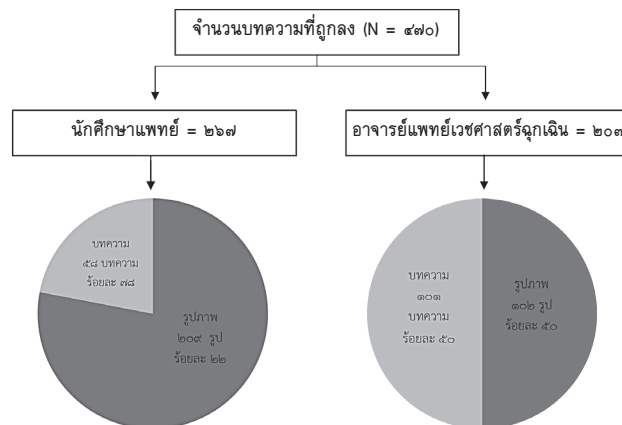 จำนวนบทความที่ถูกลง (N = ๔๗๐)
นักศึกษาแพทย์ = ๒๖๗
อาจารย์แพทย์เวชศาสตร์ฉุกเฉิน = ๒๐๓
บทความ
๕๘ บทความ
ร้อยละ ๗๘
รูปภาพ
๒๐๙ รูป
ร้อยละ ๒๒
บทความ
๑๐๑
บทความ
ร้อยละ ๕๐
รูปภาพ
๑๐๒ รูป
ร้อยละ ๕๐